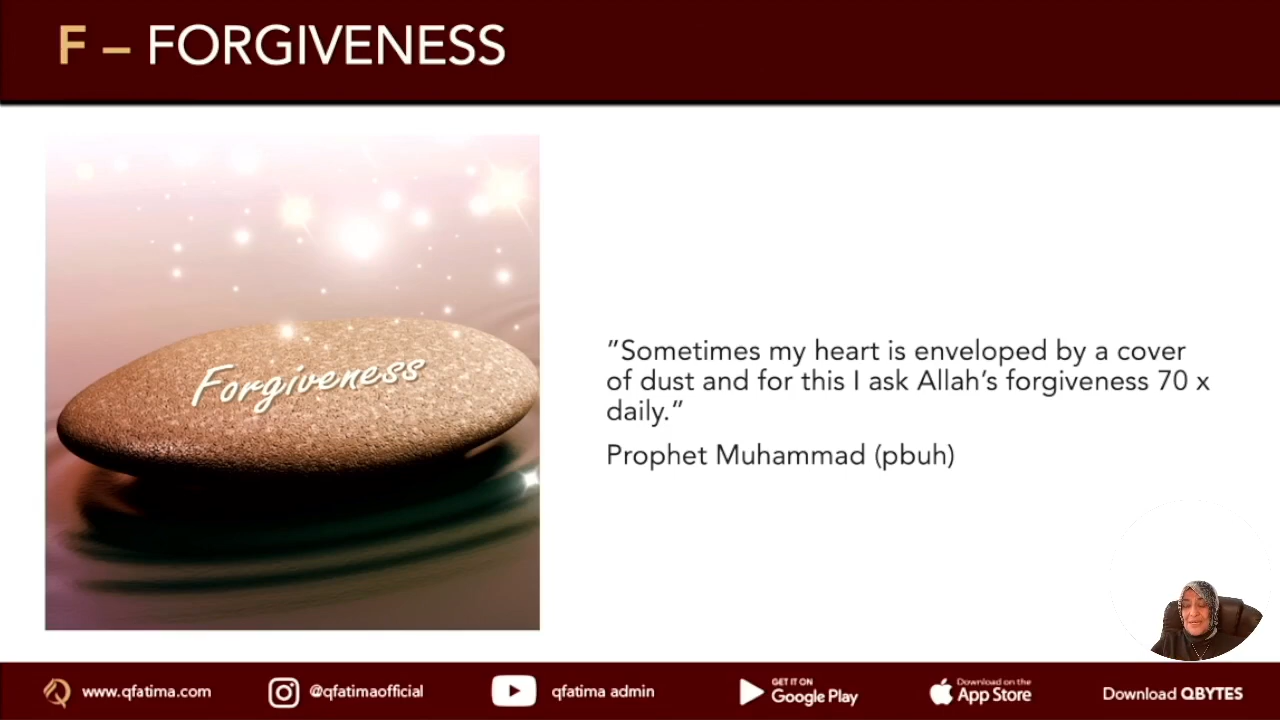 F – FORGIVENESS
Forgiveness
”Sometimes my heart is enveloped by a cover
of dust and for this I ask Allah’s forgiveness 70 x
daily.”
Prophet Muhammad (pbuh)
www.qfatima.com
@qfatimaofficial
qfatima admin
GET IT ON
Google Play
Download on the
App Store
Download QBYTES